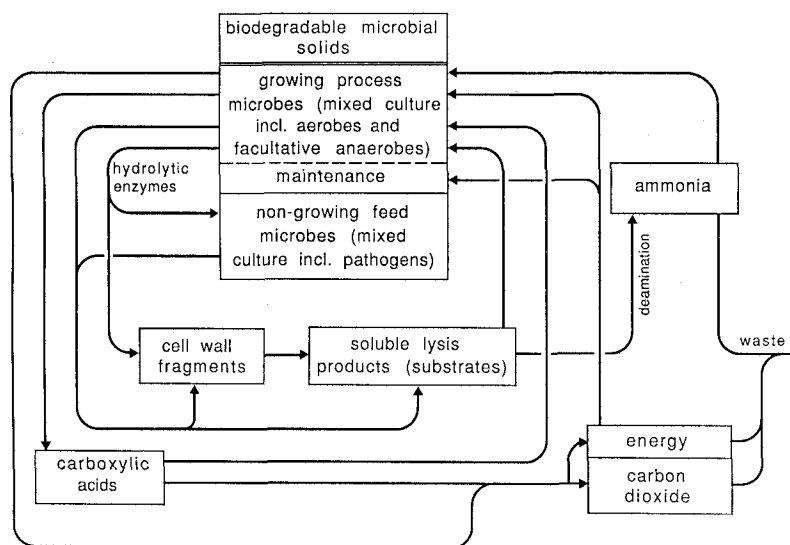 biodegradable microbial
solids
growing process
microbes (mixed culture
incl. aerobes and
facultative anaerobes)
hydrolytic
enzymes
maintenance
ammonia
non-growing feed
microbes (mixed
culture incl. pathogens)
deamination
waste
cell wall
fragments
soluble lysis
products (substrates)
energy
carboxylic
acids
carbon
dioxide